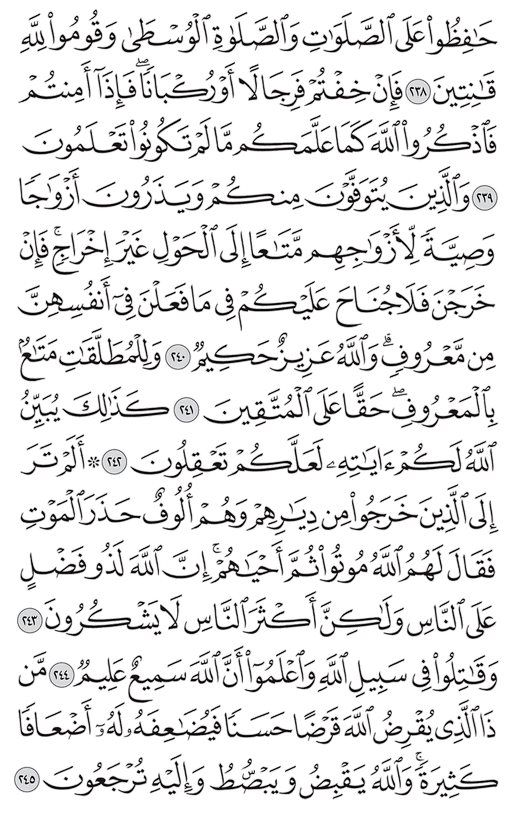 حَٰفِظُوا۟ عَلَى ٱلصَّلَوَٰتِ وَٱلصَّلَوٰةِ ٱلْوُسْطَىٰ وَقُومُوا۟ لِلَّهِ
قَٰنِتِينَ ٢٣٨ فَإِنْ خِفْتُمْ فَرِجَالًا أَوْ رُكْبَانًا ۖ فَإِذَآ أَمِنتُمْ
فَٱذْكُرُوا۟ ٱللَّهَ كَمَا عَلَّمَكُم مَّا لَمْ تَكُونُوا۟ تَعْلَمُونَ
٢٣٩ وَٱلَّذِينَ يُتَوَفَّوْنَ مِنكُمْ وَيَذَرُونَ أَزْوَٰجًا
وَصِيَّةً لِّأَزْوَٰجِهِم مَّتَٰعًا إِلَى ٱلْحَوْلِ غَيْرَ إِخْرَاجٍ ۚ فَإِنْ
خَرَجْنَ فَلَا جُنَاحَ عَلَيْكُمْ فِى مَا فَعَلْنَ فِىٓ أَنفُسِهِنَّ
مِن مَّعْرُوفٍ ۗ وَٱللَّهُ عَزِيزٌ حَكِيمٌ ٢٤٠ وَلِلْمُطَلَّقَٰتِ مَتَٰعٌۢ
بِٱلْمَعْرُوفِ ۖ حَقًّا عَلَى ٱلْمُتَّقِينَ ٢٤١ كَذَٰلِكَ يُبَيِّنُ
ٱللَّهُ لَكُمْ ءَايَٰتِهِۦ لَعَلَّكُمْ تَعْقِلُونَ ٢٤٢ ۞ أَلَمْ تَرَ
إِلَى ٱلَّذِينَ خَرَجُوا۟ مِن دِيَٰرِهِمْ وَهُمْ أُلُوفٌ حَذَرَ ٱلْمَوْتِ
فَقَالَ لَهُمُ ٱللَّهُ مُوتُوا۟ ثُمَّ أَحْيَٰهُمْ ۚ إِنَّ ٱللَّهَ لَذُو فَضْلٍ
عَلَى ٱلنَّاسِ وَلَٰكِنَّ أَكْثَرَ ٱلنَّاسِ لَا يَشْكُرُونَ ٢٤٣
وَقَٰتِلُوا۟ فِى سَبِيلِ ٱللَّهِ وَٱعْلَمُوٓا۟ أَنَّ ٱللَّهَ سَمِيعٌ عَلِيمٌ ٢٤٤ مَّن
ذَا ٱلَّذِى يُقْرِضُ ٱللَّهَ قَرْضًا حَسَنًا فَيُضَٰعِفَهُۥ لَهُۥٓ أَضْعَافًا
كَثِيرَةً ۚ وَٱللَّهُ يَقْبِضُ وَيَبْصُۜطُ وَإِلَيْهِ تُرْجَعُونَ ٢٤٥